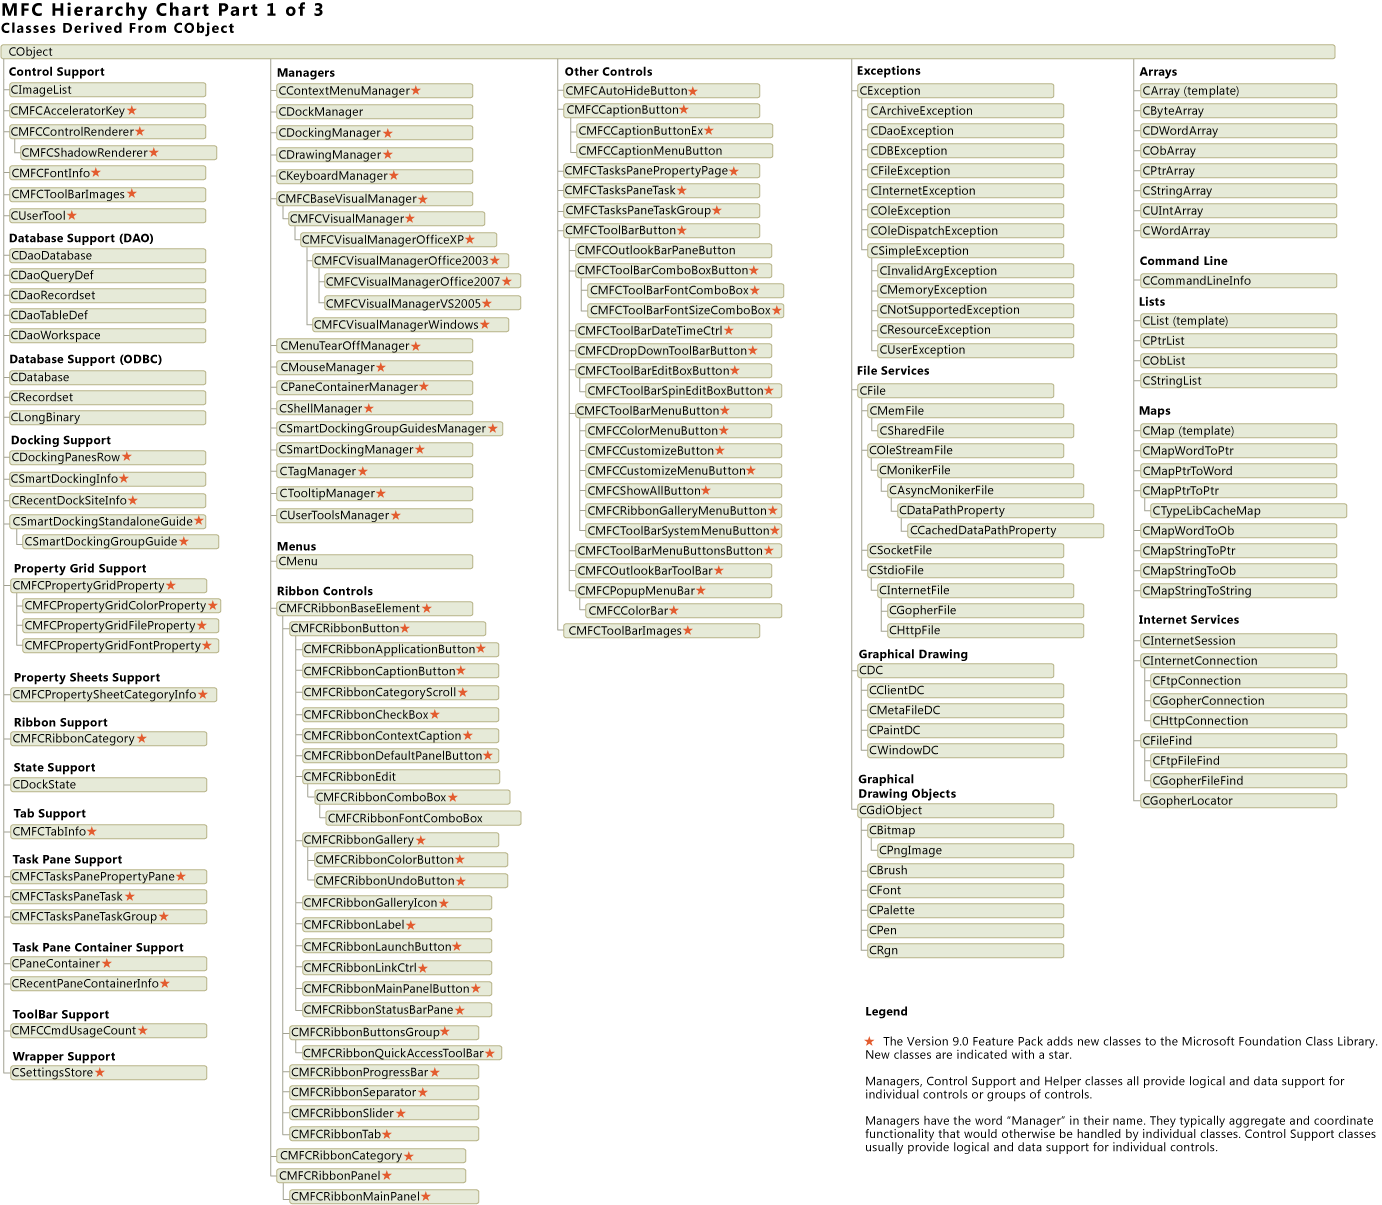 MFC Hierarchy Chart Part 1 of 3
Classes Derived From CObject
CObject
Control Support
CImageList
CMFCAcceleratorKey ★
CMFCControlRenderer ★
CMFCShadowRenderer ★
CMFCFontInfo ★
CMFCToolBarImages ★
CUserTool ★
Database Support (DAO)
CDaoDatabase
CDaoQueryDef
CDaoRecordset
CDaoTableDef
CDaoWorkspace
Database Support (ODBC)
CDatabase
CRecordset
CLongBinary
Docking Support
CDockingPanesRow ★
CSmartDockingInfo ★
CRecentDockSiteInfo ★
CSmartDockingStandaloneGuide ★
CSmartDockingGroupGuide ★
Property Grid Support
CMFCPropertyGridProperty ★
CMFCPropertyGridColorProperty ★
CMFCPropertyGridFileProperty ★
CMFCPropertyGridFontProperty ★
Property Sheets Support
CMFCPropertySheetCategoryInfo ★
Ribbon Support
CMFCRibbonCategory ★
State Support
CDockState
Tab Support
CMFCTabInfo ★
Task Pane Support
CMFCTasksPanePropertyPane ★
CMFCTasksPaneTask ★
CMFCTasksPaneTaskGroup ★
Task Pane Container Support
CPaneContainer ★
CRecentPaneContainerInfo ★
ToolBar Support
CMFCCmdUsageCount ★
Wrapper Support
CSettingsStore ★
Managers
CContextMenuManager ★
CDockManager
CDockingManager ★
CDrawingManager ★
CKeyboardManager ★
CMFCBaseVisualManager ★
CMFCVisualManager ★
CMFCVisualManagerOfficeXP ★
CMFCVisualManagerOffice2003 ★
CMFCVisualManagerOffice2007 ★
CMFCVisualManagerVS2005 ★
CMFCVisualManagerWindows ★
CMenuTearOffManager ★
CMouseManager ★
CPaneContainerManager ★
CShellManager ★
CSmartDockingGroupGuidesManager ★
CSmartDockingManager ★
CTagManager ★
CTooltipManager ★
CUserToolsManager ★
Menus
CMenu
Ribbon Controls
CMFCRibbonBaseElement ★
CMFCRibbonButton ★
CMFCRibbonApplicationButton ★
CMFCRibbonCaptionButton ★
CMFCRibbonCategoryScroll ★
CMFCRibbonCheckBox ★
CMFCRibbonContextCaption ★
CMFCRibbonDefaultPanelButton ★
CMFCRibbonEdit
CMFCRibbonComboBox ★
CMFCRibbonFontComboBox
CMFCRibbonGallery ★
CMFCRibbonColorButton ★
CMFCRibbonUndoButton ★
CMFCRibbonGalleryIcon ★
CMFCRibbonLabel ★
CMFCRibbonLaunchButton ★
CMFCRibbonLinkCtrl ★
CMFCRibbonMainPanelButton ★
CMFCRibbonStatusBarPane ★
CMFCRibbonButtonsGroup ★
CMFCRibbonQuickAccessToolBar ★
CMFCRibbonProgressBar ★
CMFCRibbonSeparator ★
CMFCRibbonSlider ★
CMFCRibbonTab ★
CMFCRibbonCategory ★
CMFCRibbonPanel ★
CMFCRibbonMainPanel ★
Other Controls
CMFCAutoHideButton ★
CMFCCaptionButton ★
CMFCCaptionButtonEx ★
CMFCCaptionMenuButton
CMFCTasksPanePropertyPage ★
CMFCTasksPaneTask ★
CMFCTasksPaneTaskGroup ★
CMFCToolBarButton ★
CMFCOutlookBarPaneButton
CMFCToolBarComboBoxButton ★
CMFCToolBarFontComboBox ★
CMFCToolBarFontSizeComboBox ★
CMFCToolBarDateTimeCtrl ★
CMFCDropDownToolBarButton ★
CMFCToolBarEditBoxButton ★
CMFCToolBarSpinEditBoxButton ★
CMFCToolBarMenuButton ★
CMFCColorMenuButton ★
CMFCCustomizeButton ★
CMFCCustomizeMenuButton ★
CMFCShowAllButton ★
CMFCRibbonGalleryMenuButton ★
CMFCToolBarSystemMenuButton ★
CMFCToolBarMenuButtonsButton ★
CMFCOutlookBarToolBar ★
CMFCPopupMenuBar ★
CMFCColorBar ★
CMFCToolBarImages ★
Exceptions
CException
CArchiveException
CDaoException
CDBException
CFileException
CInternetException
COleException
COleDispatchException
CSimpleException
CInvalidArgException
CMemoryException
CNotSupportedException
CResourceException
CUserException
File Services
CFile
CMemFile
CSharedFile
COleStreamFile
CMonikerFile
CAsyncMonikerFile
CDataPathProperty
CCachedDataPathProperty
CSocketFile
CStdioFile
CInternetFile
CGopherFile
CHttpFile
Graphical Drawing
CDC
CClientDC
CMetaFileDC
CPaintDC
CWindowDC
Graphical
Drawing Objects
CGdiObject
CBitmap
CPngImage
CBrush
CFont
CPalette
CPen
CRgn
Arrays
CArray (template)
CByteArray
CDWordArray
CObArray
CPtrArray
CStringArray
CUIntArray
CWordArray
Command Line
CCommandLineInfo
Lists
CList (template)
CPtrList
CObList
CStringList
Maps
CMap (template)
CMapWordToPtr
CMapPtrToWord
CMapPtrToPtr
CTypeLibCacheMap
CMapWordToOb
CMapStringToPtr
CMapStringToOb
CMapStringToString
Internet Services
CInternetSession
CInternetConnection
CFtpConnection
CGopherConnection
CHttpConnection
CFileFind
CFtpFileFind
CGopherFileFind
CGopherLocator
Legend
★ The Version 9.0 Feature Pack adds new classes to the Microsoft Foundation Class Library.
New classes are indicated with a star.
Managers, Control Support and Helper classes all provide logical and data support for
individual controls or groups of controls.
Managers have the word “Manager” in their name. They typically aggregate and coordinate
functionality that would otherwise be handled by individual classes. Control Support classes
usually provide logical and data support for individual controls.